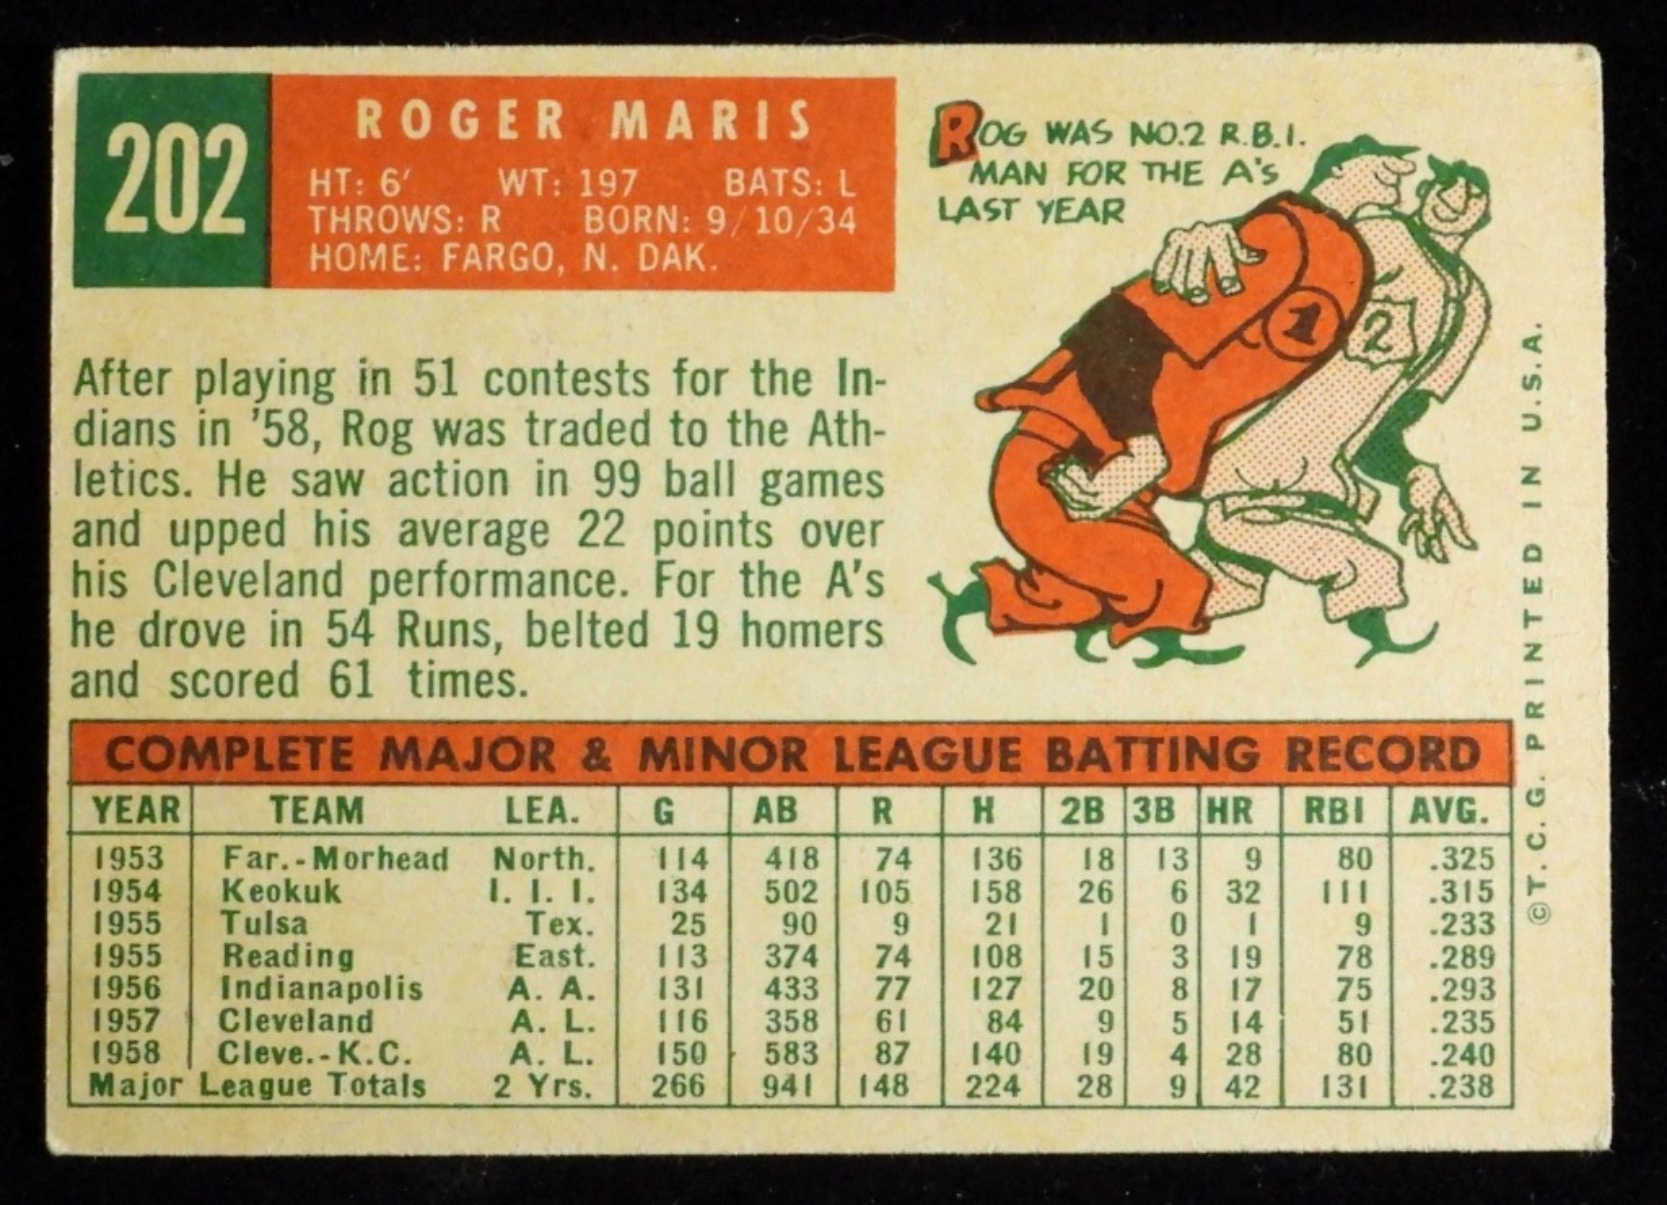 202
ROGER MARIS
HT: 6' WT: 197 BATS: L
THROWS: R BORN: 9/10/34
HOME: FARGO, N. DAK.
ROG WAS NO.2 R.B.I.
MAN FOR THE A'S
LAST YEAR
1
2
After playing in 51 contests for the In-
dians in '58, Rog was traded to the Ath-
letics. He saw action in 99 ball games
and upped his average 22 points over
his Cleveland performance. For the A's
he drove in 54 Runs, belted 19 homers
and scored 61 times.
COMPLETE MAJOR & MINOR LEAGUE BATTING RECORD
YEAR TEAM LEA. G AB R H 2B 3B HR RBI AVG.
1953 Far.-Morhead North. 114 418 74 136 18 13 9 80 .325
1954 Keokuk I. I. I. 134 502 105 158 26 6 32 111 .315
1955 Tulsa Tex. 25 90 9 21 1 0 1 9 .233
1955 Reading East. 113 374 74 108 15 3 19 78 .289
1956 Indianapolis A. A. 131 433 77 127 20 8 17 75 .293
1957 Cleveland A. L. 116 358 61 84 9 5 14 51 .235
1958 Cleve.-K.C. A. L. 150 583 87 140 19 4 28 80 .240
Major League Totals 2 Yrs. 266 941 148 224 28 9 42 131 .238
© T. C. G. PRINTED IN U.S.A.